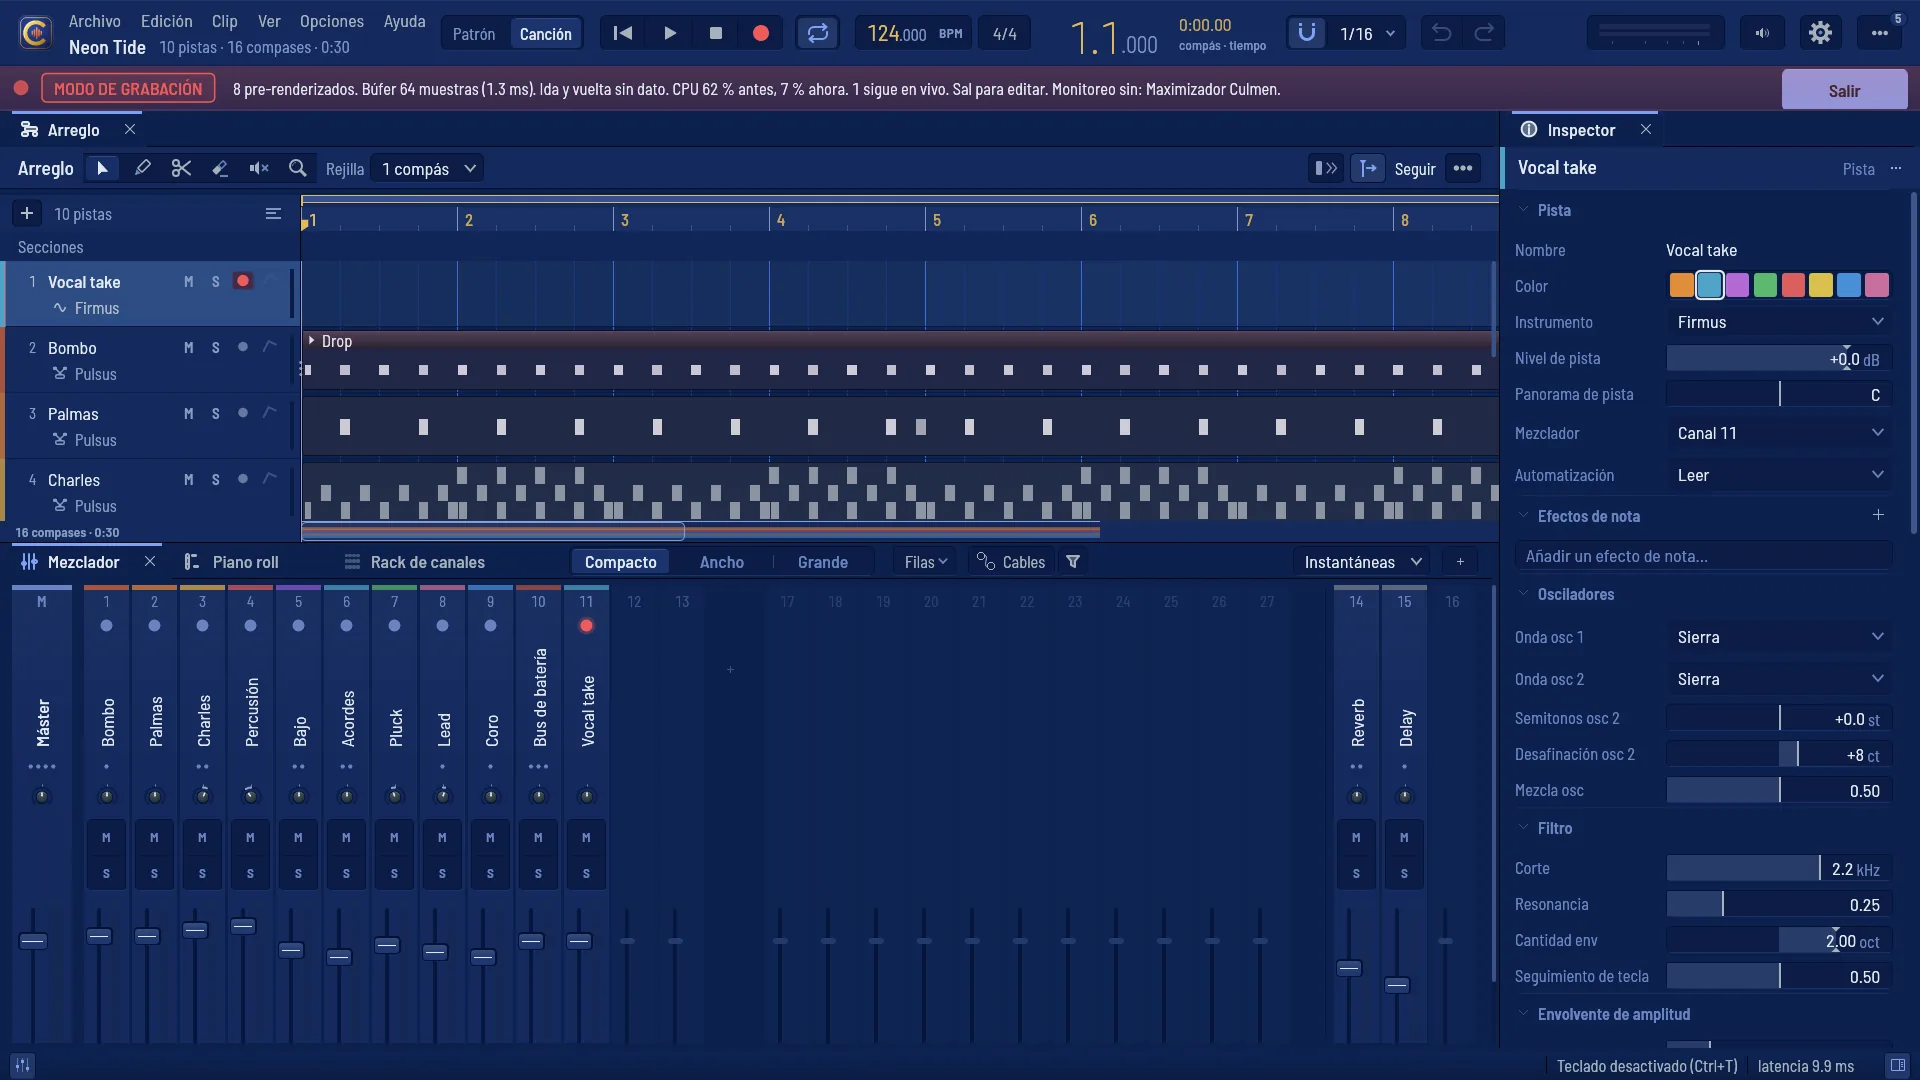 Archivo Edición Clip Ver Opciones Ayuda
Neon Tide 10 pistas · 16 compases · 0:30
Patrón Canción
124.000 BPM 4/4
1.1.000
0:00.00
compás · tiempo
1/16
5
MODO DE GRABACIÓN 8 pre-renderizados. Búfer 64 muestras (1.3 ms). Ida y vuelta sin dato. CPU 62 % antes, 7 % ahora. 1 sigue en vivo. Sal para editar. Monitoreo sin: Maximizador Culmen. Salir
Arreglo
Arreglo Rejilla 1 compás Seguir
10 pistas
1 2 3 4 5 6 7 8
Secciones
1 Vocal take M S
Firmus
2 Bombo M S
Pulsus
Drop
3 Palmas M S
Pulsus
4 Charles M S
Pulsus
16 compases · 0:30
Mezclador Piano roll Rack de canales Compacto Ancho Grande Filas Cables Instantáneas +
M 1 2 3 4 5 6 7 8 9 10 11 12 13 17 18 19 20 21 22 23 24 25 26 27 14 15 16
Máster Bombo Palmas Charles Percusión Bajo Acordes Pluck Lead Coro Bus de batería Vocal take Reverb Delay
M M M M M M M M M M M M M
S S S S S S S S S S S S S
Inspector
Vocal take Pista
Pista
Nombre Vocal take
Color
Instrumento Firmus
Nivel de pista +0.0 dB
Panorama de pista C
Mezclador Canal 11
Automatización Leer
Efectos de nota
Añadir un efecto de nota...
Osciladores
Onda osc 1 Sierra
Onda osc 2 Sierra
Semitonos osc 2 +0.0 st
Desafinación osc 2 +8 ct
Mezcla osc 0.50
Filtro
Corte 2.2 kHz
Resonancia 0.25
Cantidad env 2.00 oct
Seguimiento de tecla 0.50
Envolvente de amplitud
Teclado desactivado (Ctrl+T) latencia 9.9 ms